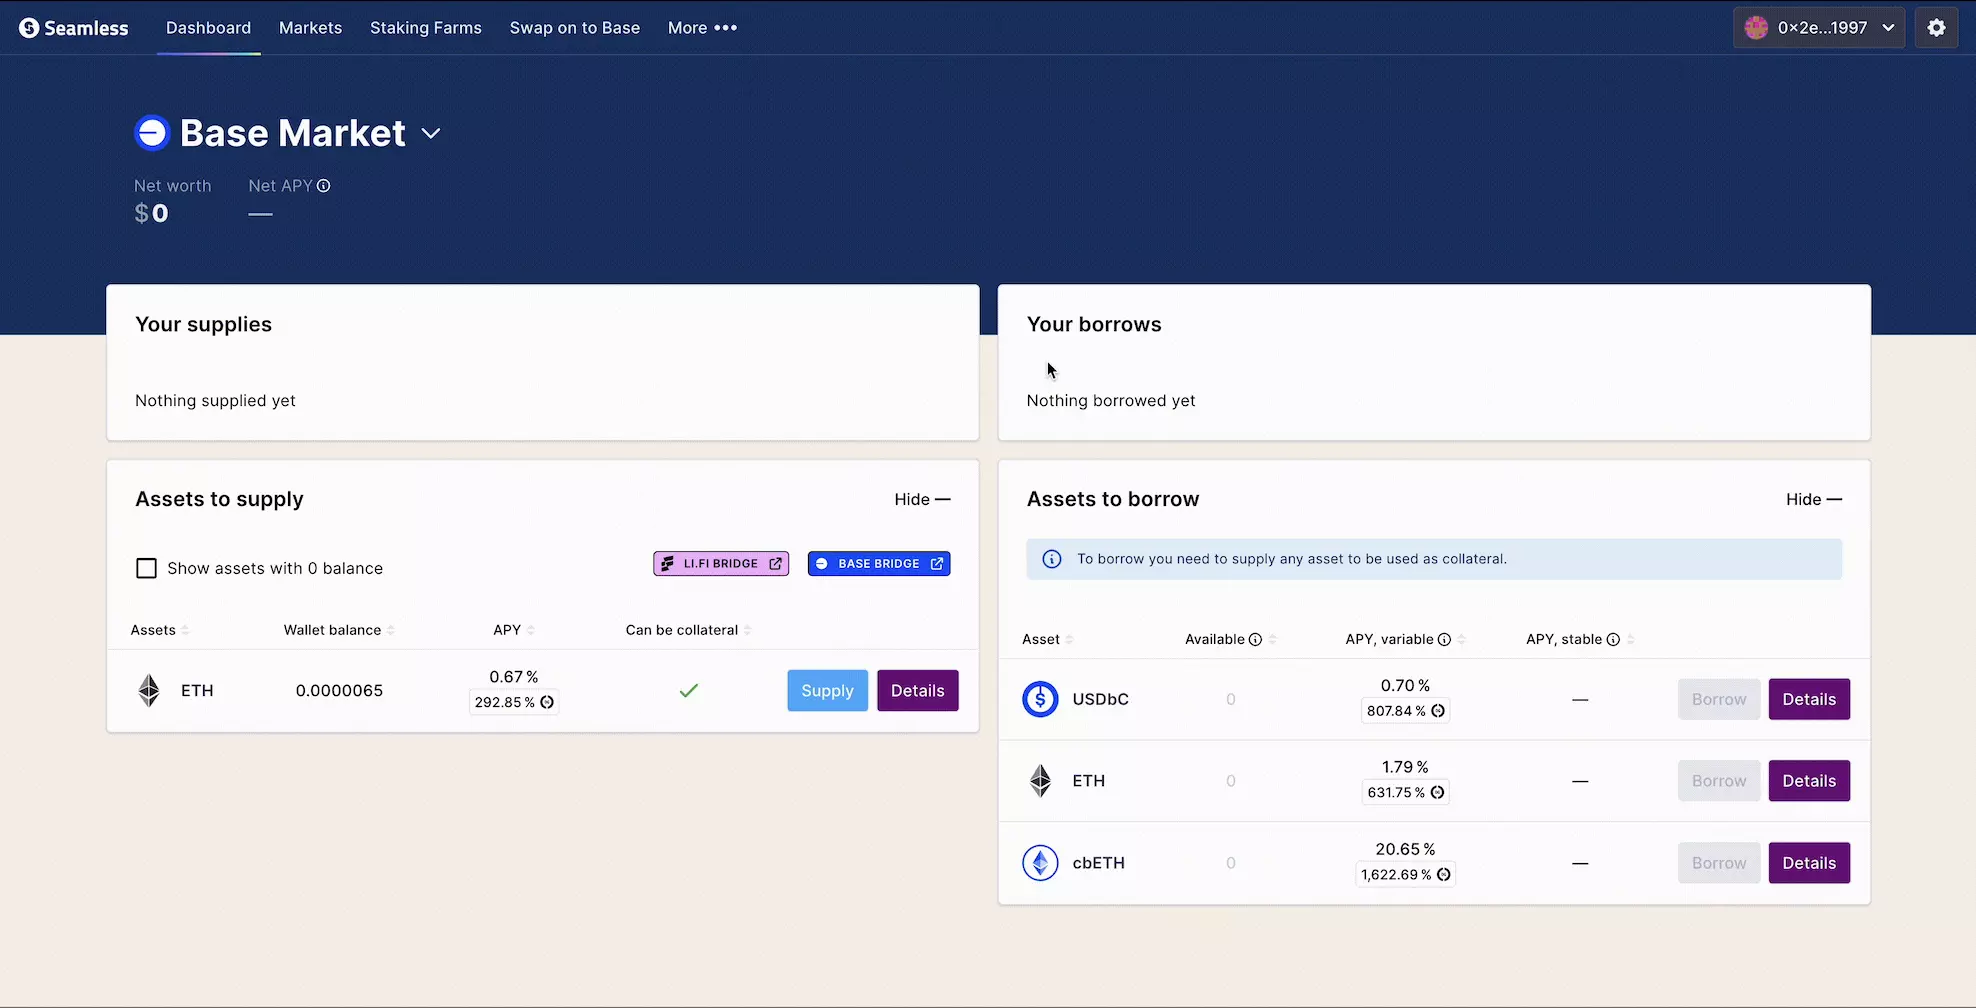 Seamless Dashboard Markets Staking Farms Swap on to Base More 0×2e...1997
Base Market
Net worth Net APY
$0 —
Your supplies
Nothing supplied yet
Your borrows
Nothing borrowed yet
Assets to supply Hide —
Show assets with 0 balance LI.FI BRIDGE BASE BRIDGE
Assets Wallet balance APY Can be collateral
ETH 0.0000065 0.67 % Supply Details
292.85 %
Assets to borrow Hide —
To borrow you need to supply any asset to be used as collateral.
Asset Available APY, variable APY, stable
USDbC 0 0.70 % — Borrow Details
807.84 %
ETH 0 1.79 % — Borrow Details
631.75 %
cbETH 0 20.65 % — Borrow Details
1,622.69 %